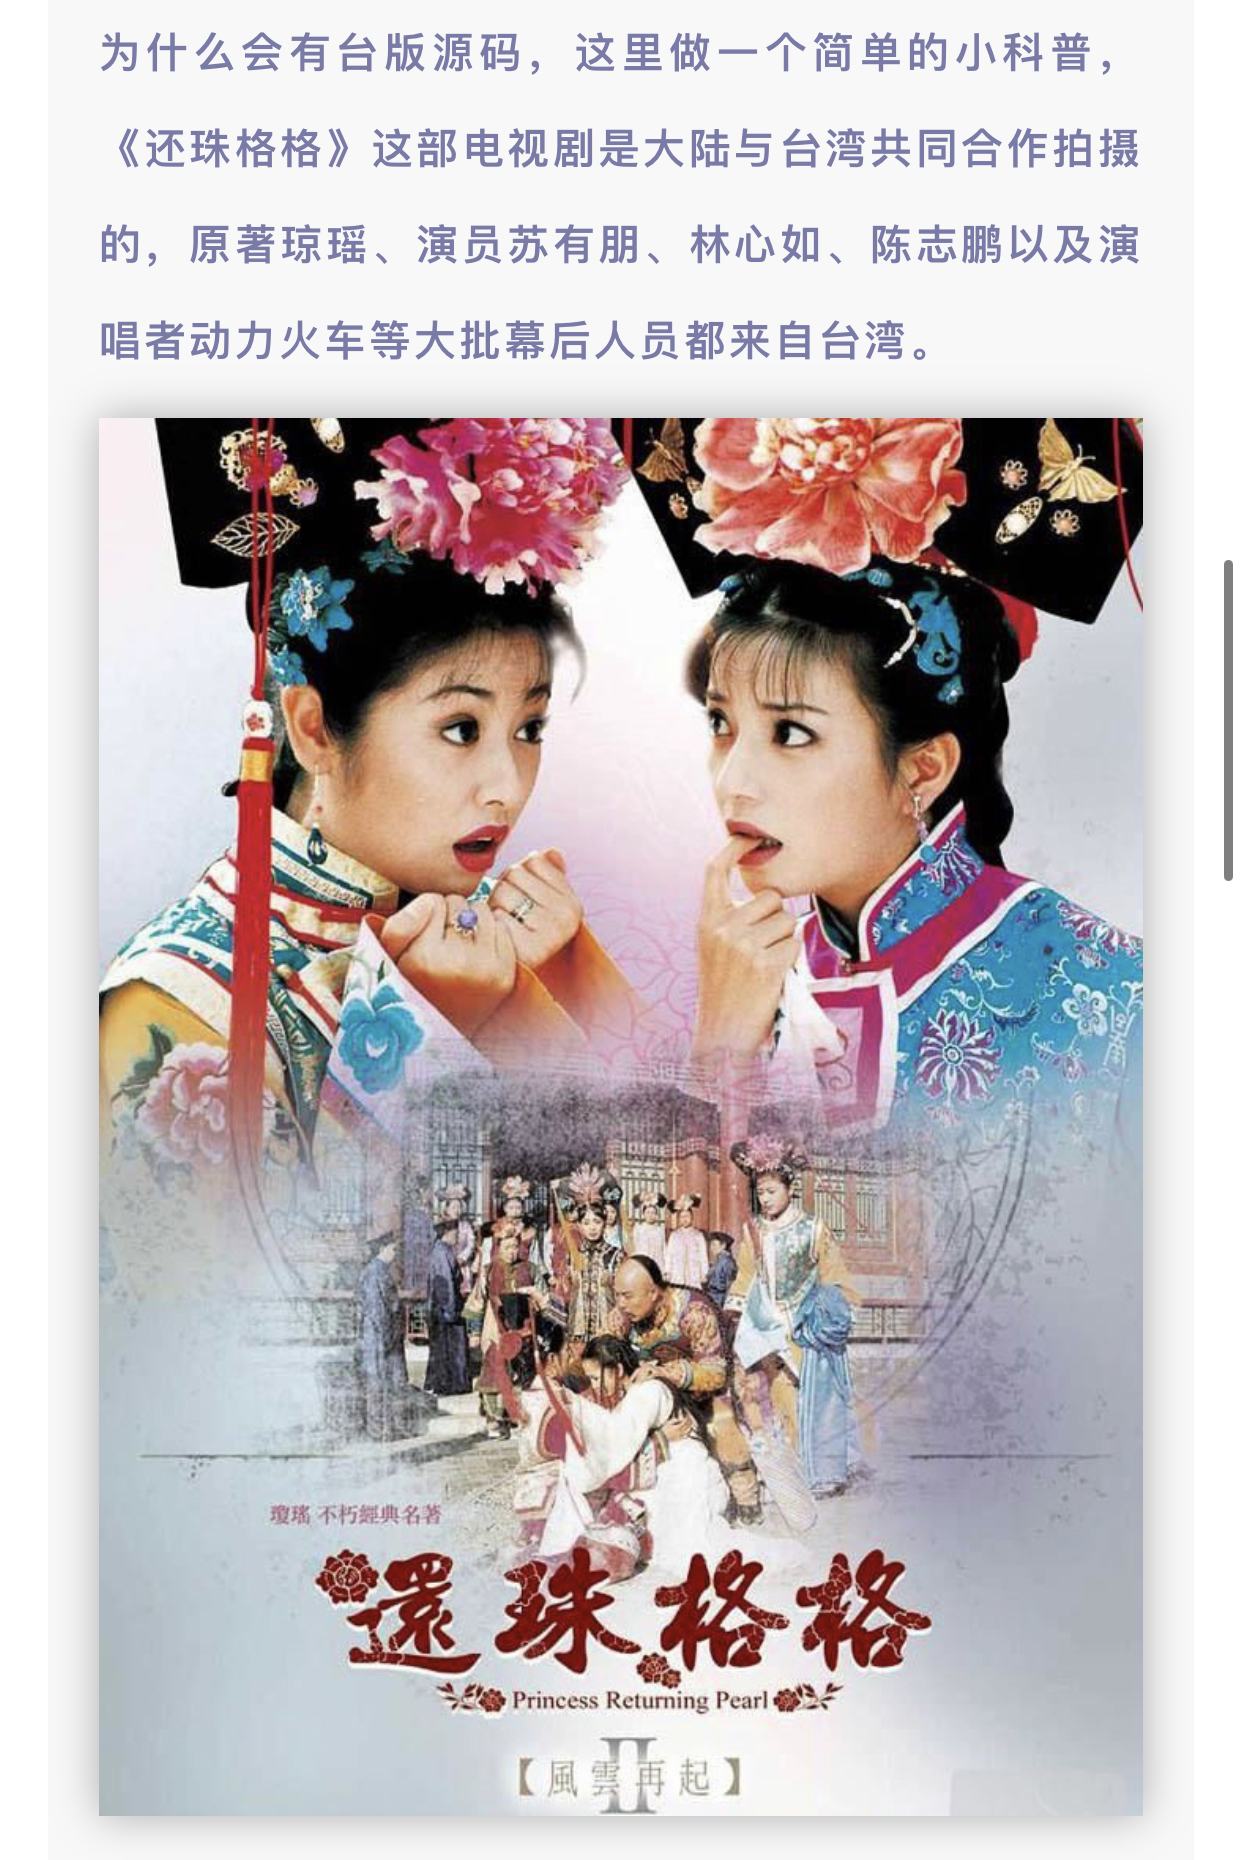 为什么会有台版源码，这里做一个简单的小科普，
《还珠格格》这部电视剧是大陆与台湾共同合作拍摄
的，原著琼瑶、演员苏有朋、林心如、陈志鹏以及演
唱者动力火车等大批幕后人员都来自台湾。
瓊瑤 不朽經典名著
還珠格格
Princess Returning Pearl
II
【風雲再起】